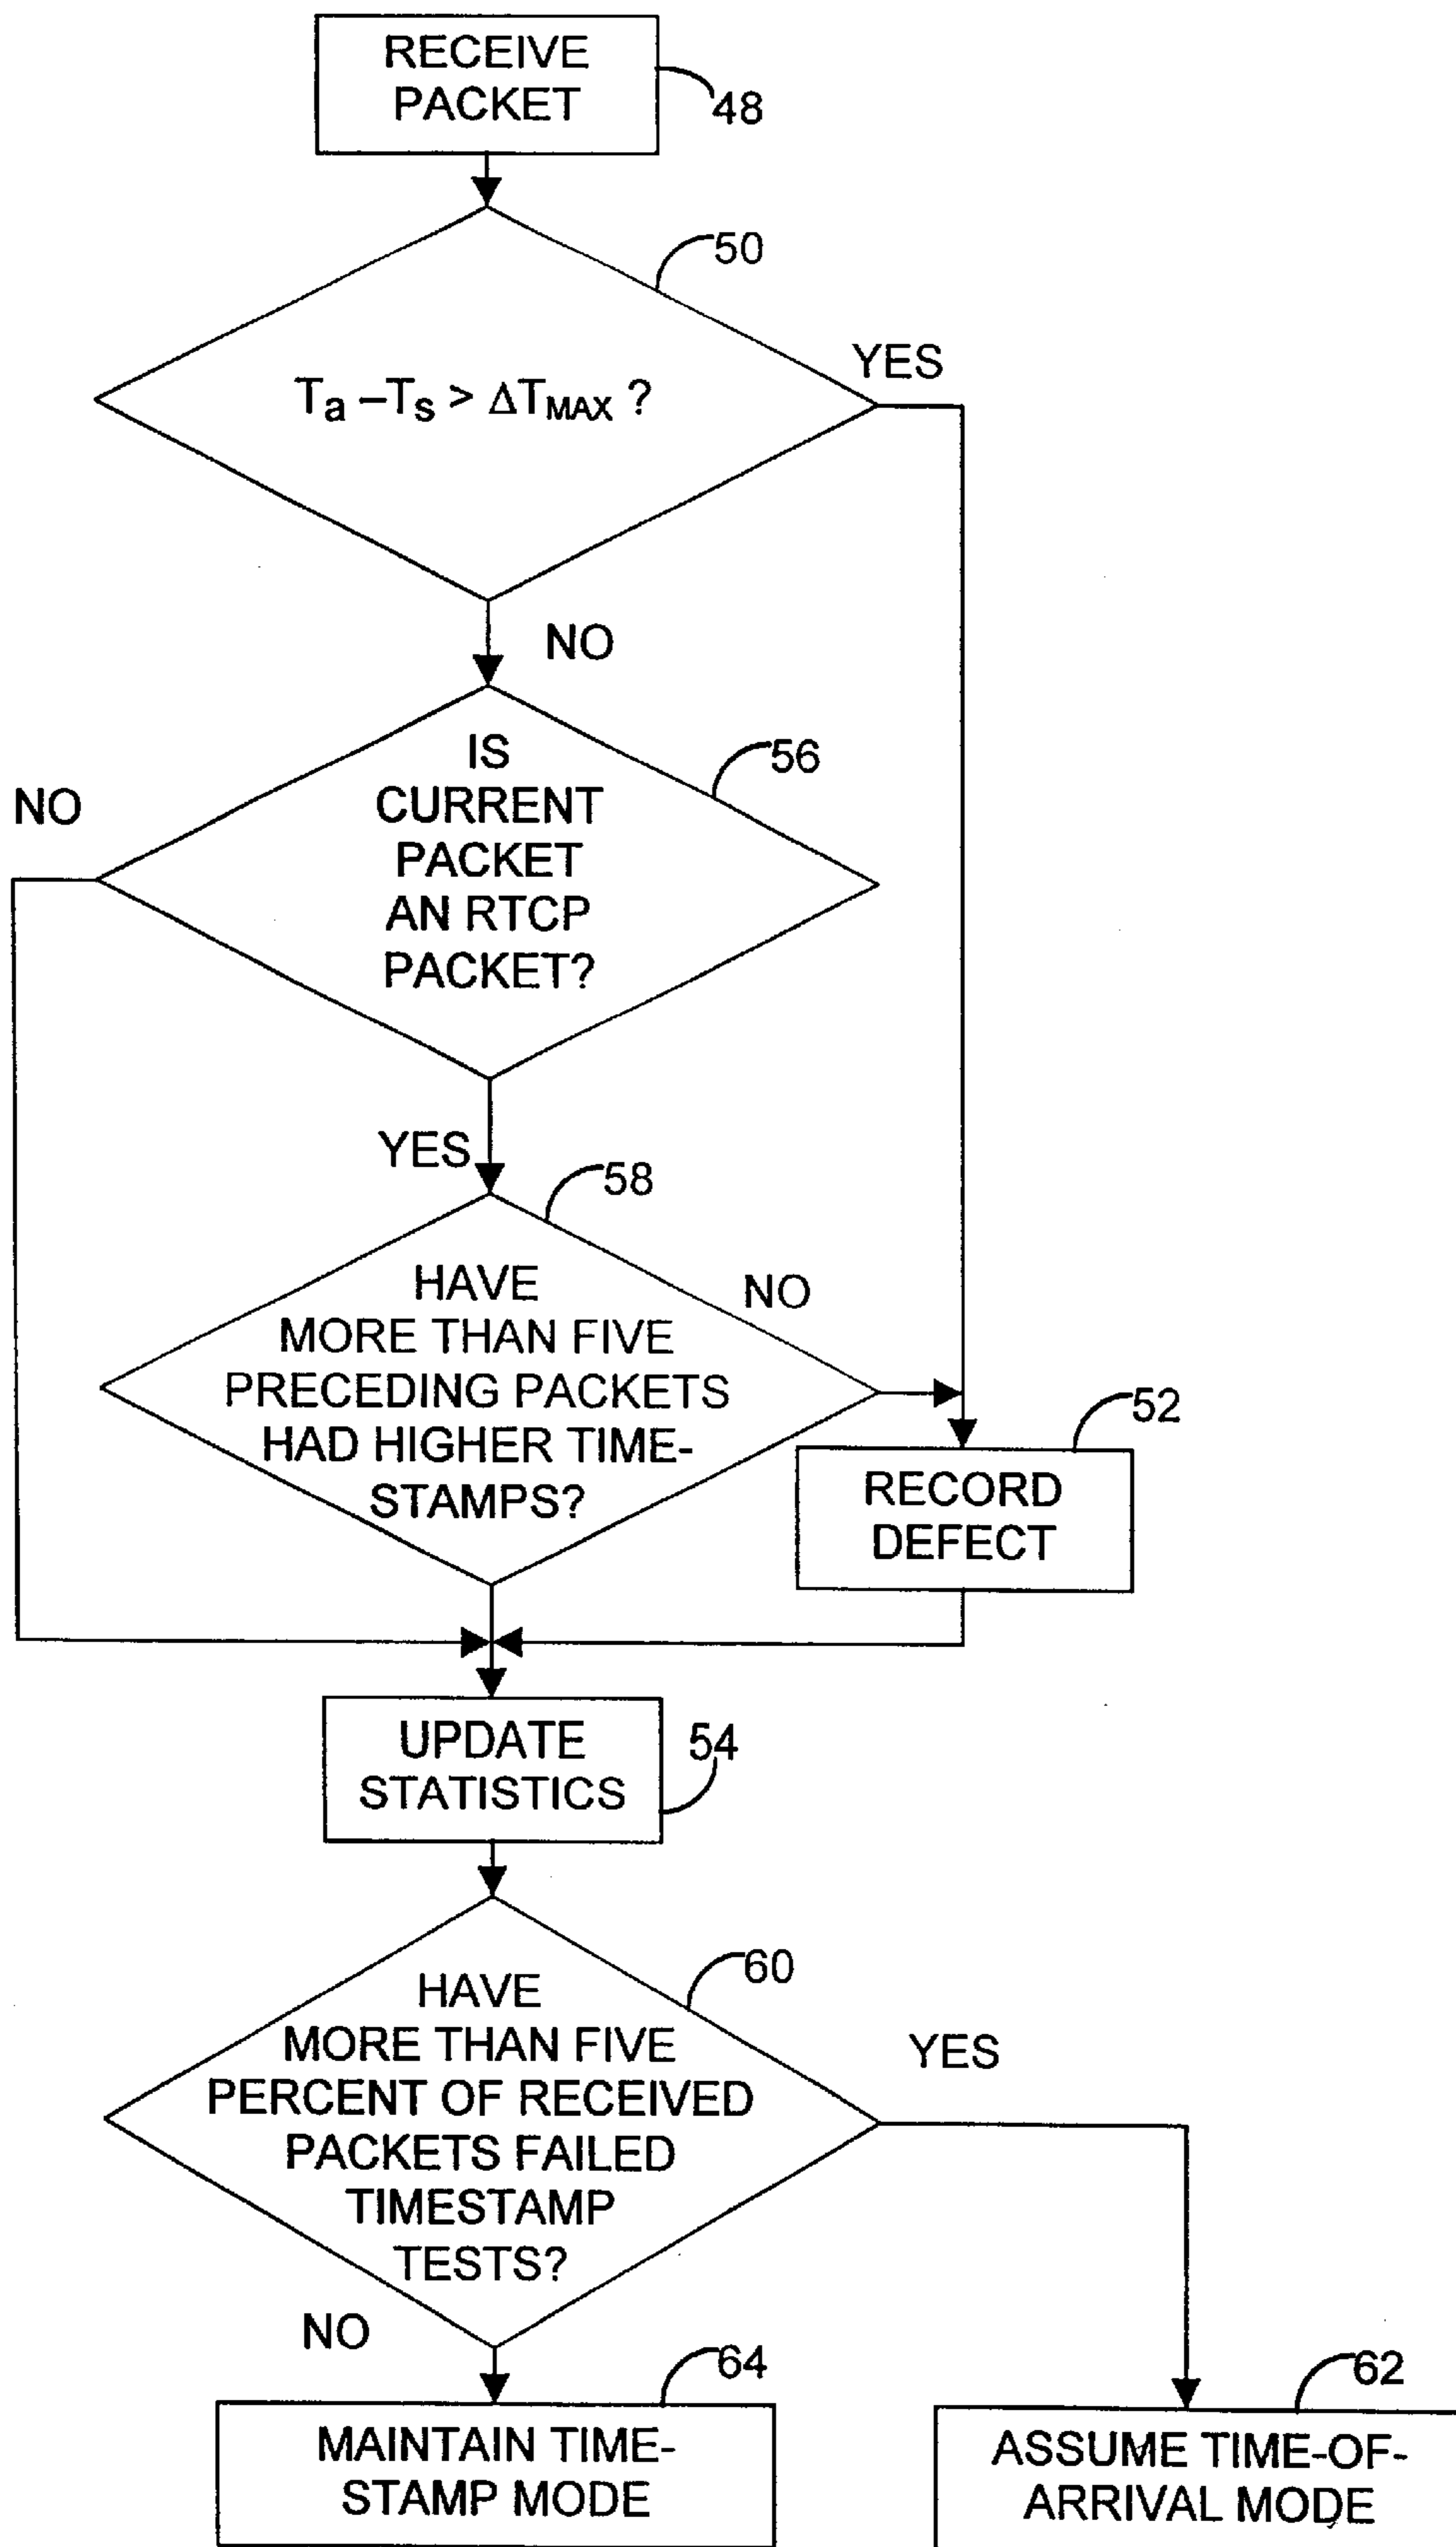 RECEIVE
PACKET
48
50
YES
Ta –Ts > ΔTMAX ?
NO
IS
CURRENT
PACKET
AN RTCP
PACKET?
56
NO
YES
58
HAVE
MORE THAN FIVE
PRECEDING PACKETS
HAD HIGHER TIME-
STAMPS?
NO
52
RECORD
DEFECT
UPDATE
STATISTICS
54
60
HAVE
MORE THAN FIVE
PERCENT OF RECEIVED
PACKETS FAILED
TIMESTAMP
TESTS?
YES
NO
64
MAINTAIN TIME-
STAMP MODE
62
ASSUME TIME-OF-
ARRIVAL MODE